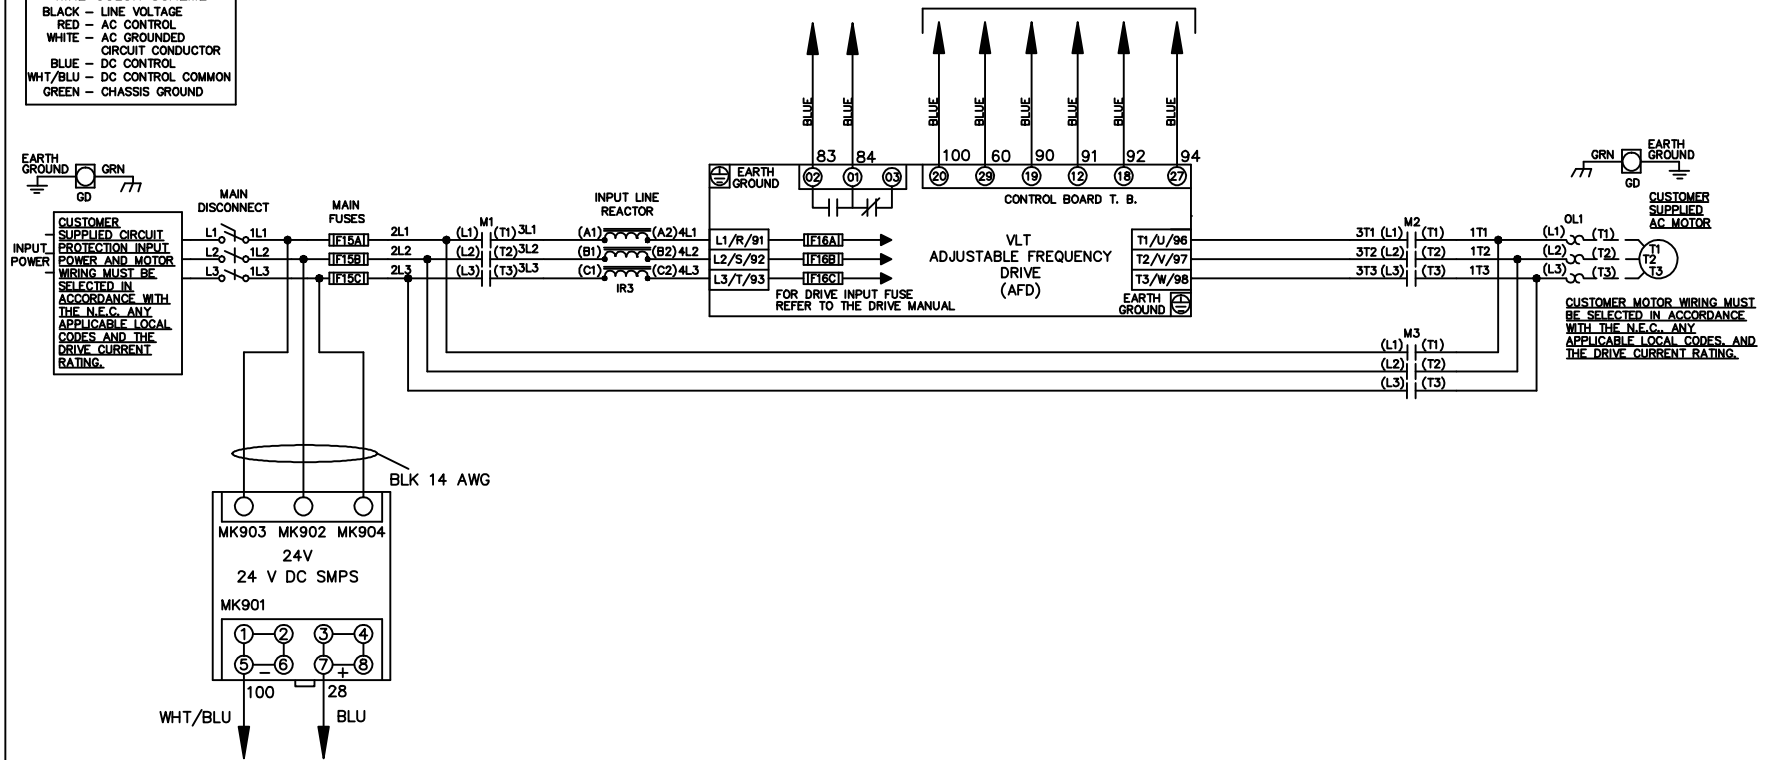 BLACK – LINE VOLTAGE
RED – AC CONTROL
WHITE – AC GROUNDED
CIRCUIT CONDUCTOR
BLUE – DC CONTROL
WHT/BLU – DC CONTROL COMMON
GREEN – CHASSIS GROUND
BLUE BLUE BLUE BLUE BLUE BLUE BLUE BLUE
83 84 100 60 90 91 92 94
02 01 03 20 29 19 12 18 27
EARTH
GROUND
GRN
GD
EARTH
GROUND
CONTROL BOARD T. B.
GRN
EARTH
GROUND
GD
CUSTOMER
SUPPLIED
AC MOTOR
INPUT
POWER
CUSTOMER
SUPPLIED CIRCUIT
PROTECTION INPUT
POWER AND MOTOR
WIRING MUST BE
SELECTED IN
ACCORDANCE WITH
THE N.E.C. ANY
APPLICABLE LOCAL
CODES AND THE
DRIVE CURRENT
RATING.
MAIN
DISCONNECT
MAIN
FUSES
M1
INPUT LINE
REACTOR
L1 1L1 F15A 2L1 (L1) (T1) 3L1 (A1) (A2) 4L1 L1/R/91 F16A
L2 1L2 F15B 2L2 (L2) (T2) 3L2 (B1) (B2) 4L2 L2/S/92 F16B
L3 1L3 F15C 2L3 (L3) (T3) 3L3 (C1) (C2) 4L3 L3/T/93 F16C
IR3
VLT
ADJUSTABLE FREQUENCY
DRIVE
(AFD)
FOR DRIVE INPUT FUSE
REFER TO THE DRIVE MANUAL
EARTH
GROUND
M2
OL1
T1/U/96 3T1 (L1) (T1) 1T1 (L1) (T1) T1
T2/V/97 3T2 (L2) (T2) 1T2 (L2) (T2) T2
T3/W/98 3T3 (L3) (T3) 1T3 (L3) (T3) T3
CUSTOMER MOTOR WIRING MUST
BE SELECTED IN ACCORDANCE
WITH THE N.E.C., ANY
APPLICABLE LOCAL CODES, AND
THE DRIVE CURRENT RATING.
M3
(L1) (T1)
(L2) (T2)
(L3) (T3)
BLK 14 AWG
MK903 MK902 MK904
24V
24 V DC SMPS
MK901
1 2 3 4
5 6 7 8
– +
100 28
WHT/BLU BLU